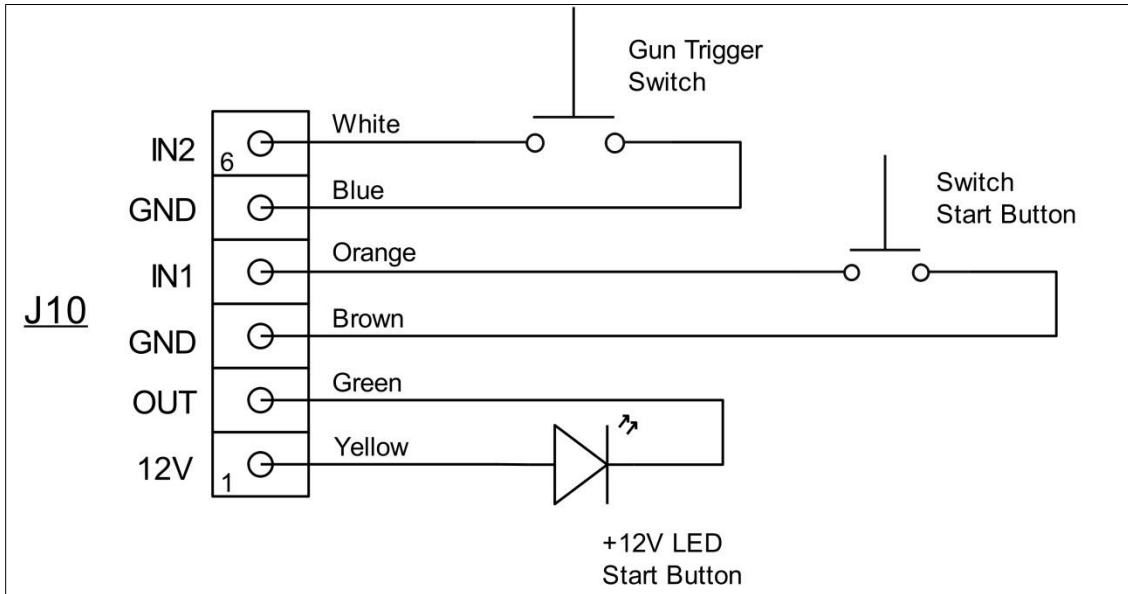 Gun Trigger
Switch
White
IN2
6
Blue
GND
Switch
Start Button
Orange
IN1
J10
Brown
GND
Green
OUT
Yellow
12V
1
+12V LED
Start Button